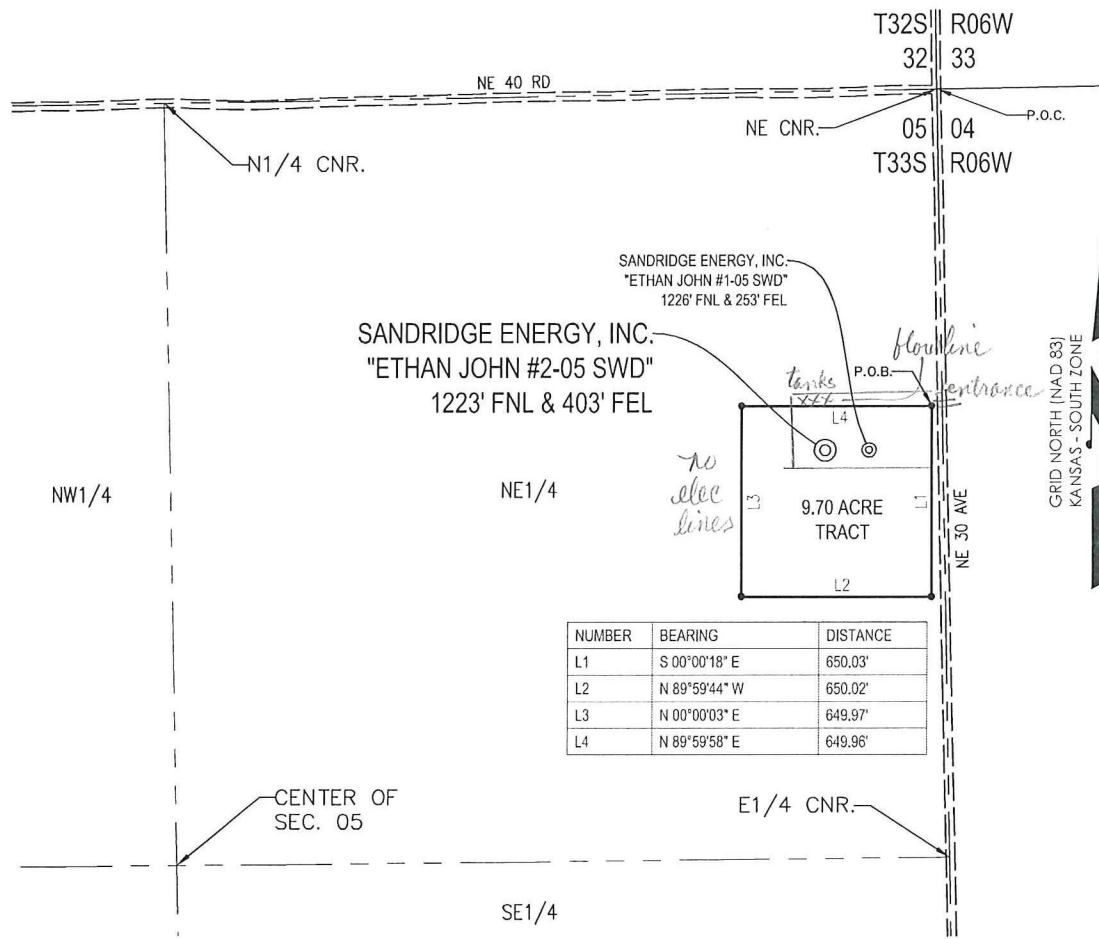 T32S R06W
32 33
NE 40 RD
NE CNR.
P.O.C.
05 04
T33S R06W
N1/4 CNR.
SANDRIDGE ENERGY, INC.
"ETHAN JOHN #1-05 SWD"
1226' FNL & 253' FEL
SANDRIDGE ENERGY, INC.
"ETHAN JOHN #2-05 SWD"
1223' FNL & 403' FEL
flowline
tanks
xxx
P.O.B.
entrance
L4
GRID NORTH (NAD 83)
KANSAS - SOUTH ZONE
NW1/4
NE1/4
no
elec
lines
L3
9.70 ACRE
TRACT
L1
NE 30 AVE
L2
NUMBER BEARING DISTANCE
L1 S 00°00'18" E 650.03'
L2 N 89°59'44" W 650.02'
L3 N 00°00'03" E 649.97'
L4 N 89°59'58" E 649.96'
CENTER OF
SEC. 05
E1/4 CNR.
SE1/4